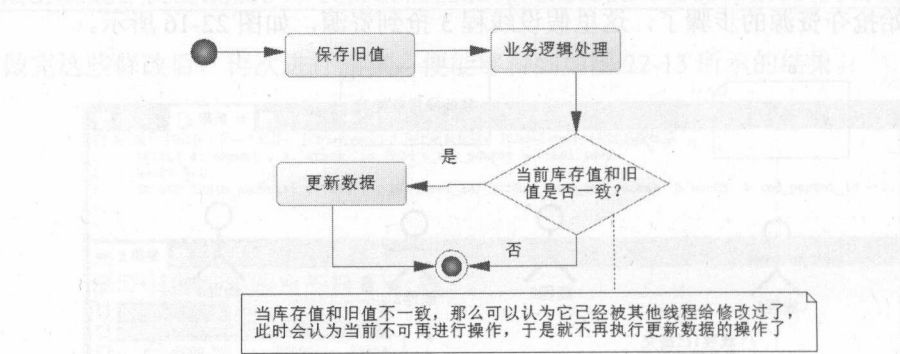 保存旧值
业务逻辑处理
是
更新数据
当前库存值和旧
值是否一致？
否
当库存值和旧值不一致，那么可以认为它已经被其他线程给修改过了，
此时会认为当前不可再进行操作，于是就不再执行更新数据的操作了